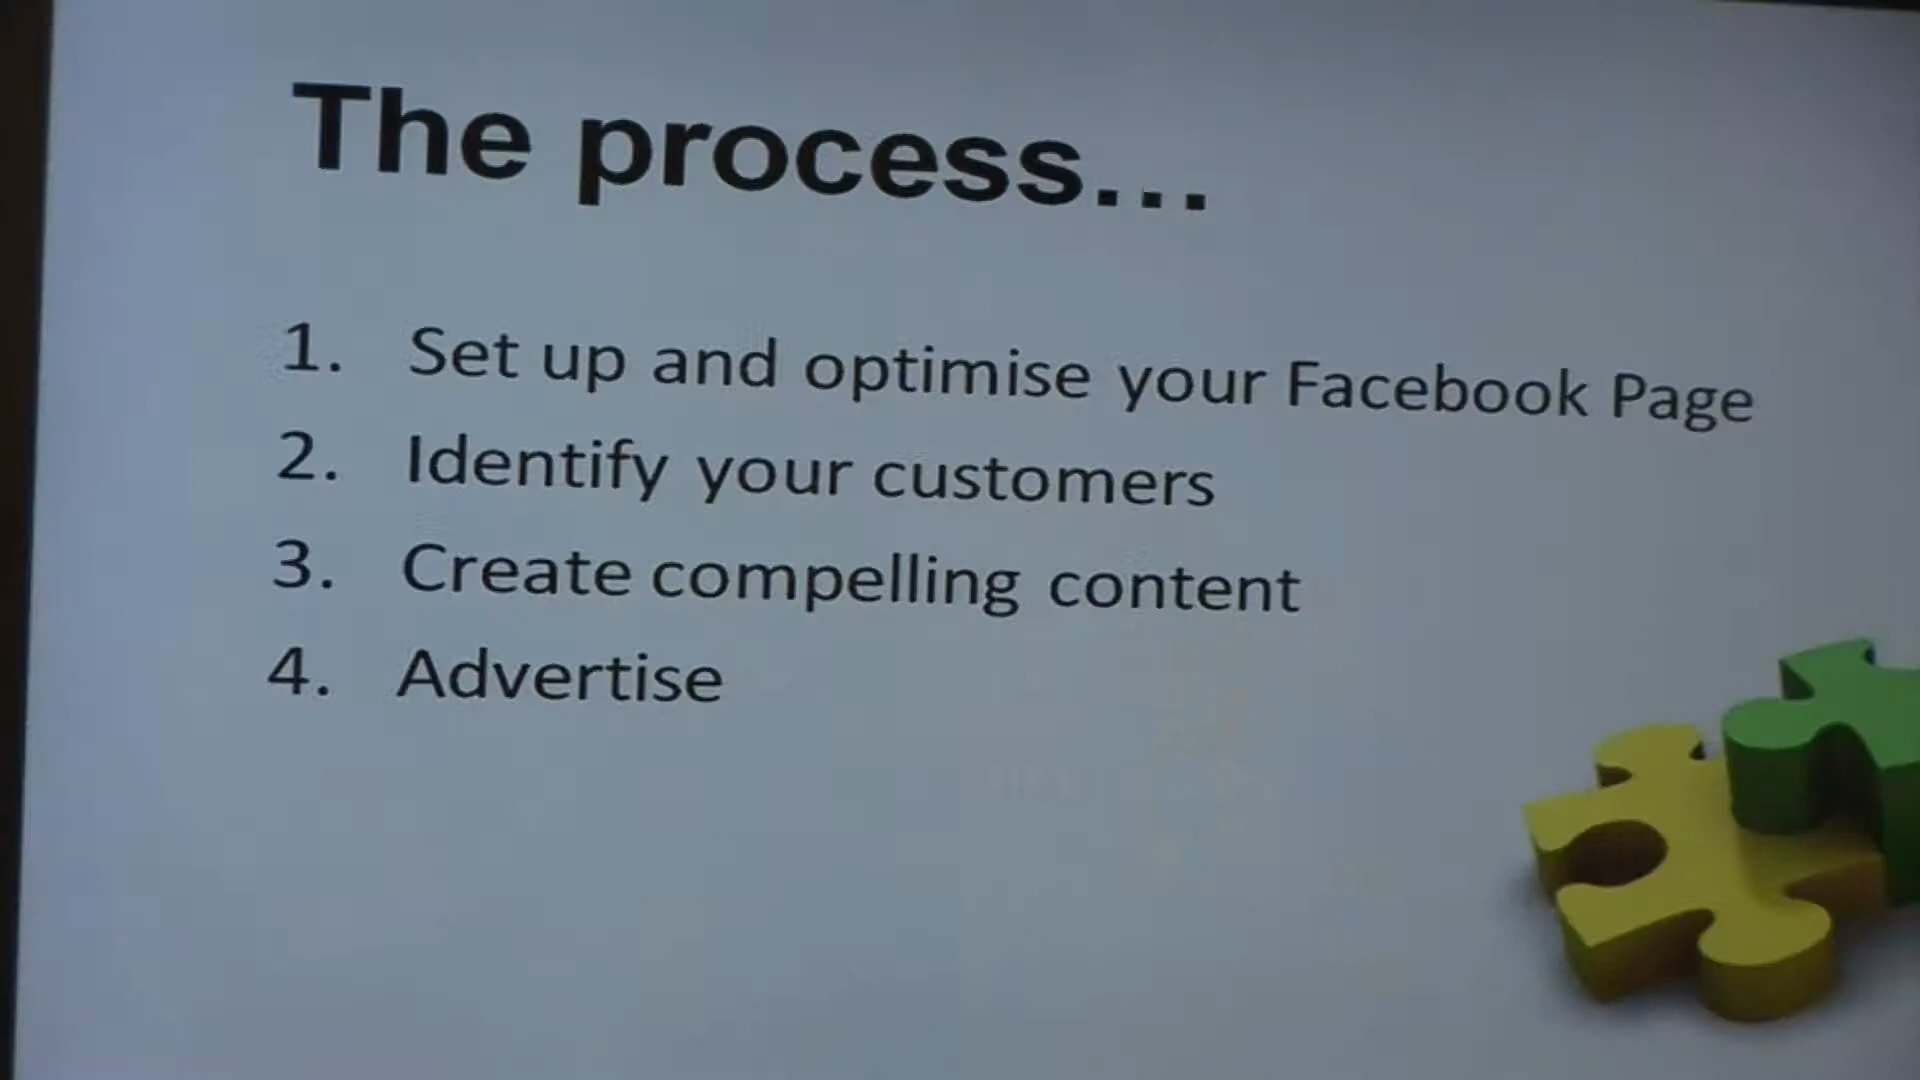 The process...
1. Set up and optimise your Facebook Page
2. Identify your customers
3. Create compelling content
4. Advertise